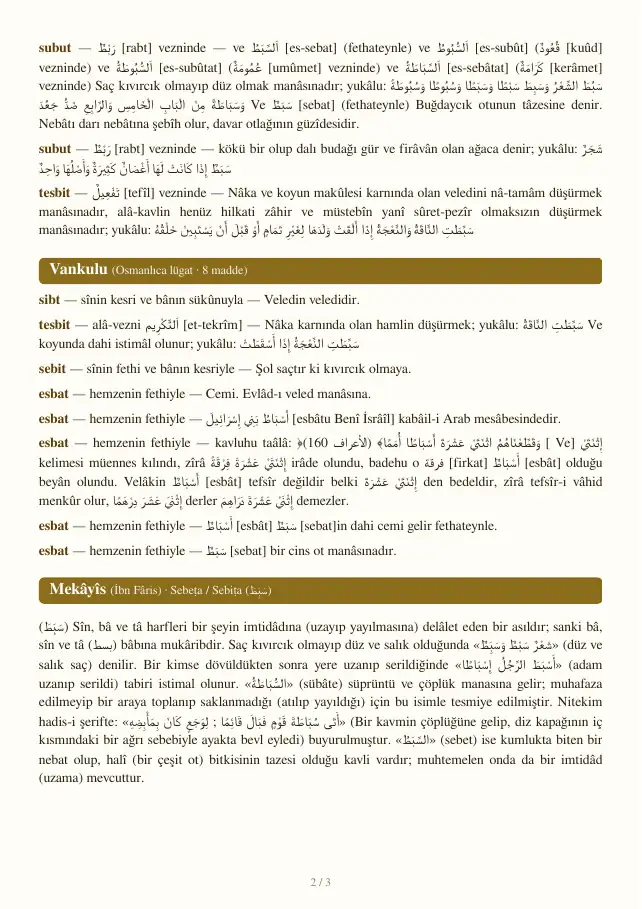 subut — رَبْطٌ [rabt] vezninde — ve اَلسَّبَطُ [es-sebat] (fethateynle) ve اَلسُّبُوطُ [es-subût] (قُعُودٌ [kuûd]
vezninde) ve اَلسُّبُوطَةُ [es-subûtat] (عُمُومَةٌ [umûmet] vezninde) ve اَلسَّبَاطَةُ [es-sebâtat] (كَرَامَةٌ [kerâmet]
vezninde) Saç kıvırcık olmayıp düz olmak manâsınadır; yukâlu: سَبُطَ الشَّعْرُ وَسَبِطَ سَبْطًا وَسَبَطًا وَسُبُوطًا وَسُبُوطَةً
وَسَبَاطَةً مِنَ الْبَابِ الْخَامِسِ وَالرَّابِعِ ضَدُّ جَعُدَ Ve سَبَطٌ [sebat] (fethateynle) Buğdaycık otunun tâzesine denir.
Nebâtı darı nebâtına şebîh olur, davar otlağının güzîdesidir.
subut — رَبْطٌ [rabt] vezninde — kökü bir olup dalı budağı gür ve firâvân olan ağaca denir; yukâlu: شَجَرٌ
سَبَطٌ إِذَا كَانَتْ لَهَا أَغْصَانٌ كَثِيرَةٌ وَأَصْلُهَا وَاحِدٌ
tesbit — تَفْعِيلٌ [tefîl] vezninde — Nâka ve koyun makûlesi karnında olan veledini nâ-tamâm düşürmek
manâsınadır, alâ-kavlin henüz hilkati zâhir ve müstebîn yanî sûret-pezîr olmaksızın düşürmek
manâsınadır; yukâlu: سَبَّطَتِ النَّاقَةُ وَالنَّعْجَةُ إِذَا أَلْقَتْ وَلَدَهَا لِغَيْرِ تَمَامٍ أَوْ قَبْلَ أَنْ يَسْتَبِينَ خَلْقُهُ
Vankulu (Osmanlıca lügat · 8 madde)
sibt — sînin kesri ve bânın sükûnuyla — Veledin veledidir.
tesbit — alâ-vezni اَلتَّكْرِيمِ [et-tekrîm] — Nâka karnında olan hamlin düşürmek; yukâlu: سَبَّطَتِ النَّاقَةُ Ve
koyunda dahi istimâl olunur; yukâlu: سَبَّطَتِ النَّعْجَةُ إِذَا أَسْقَطَتْ
sebit — sînin fethi ve bânın kesriyle — Şol saçtır ki kıvırcık olmaya.
esbat — hemzenin fethiyle — Cemi. Evlâd-ı veled manâsına.
esbat — hemzenin fethiyle — أَسْبَاطُ بَنِي إِسْرَائِيلَ [esbâtu Benî İsrâîl] kabâil-i Arab mesâbesindedir.
esbat — hemzenin fethiyle — kavluhu taâlâ: ﴿وَقَطَّعْنَاهُمُ اثْنَتَيْ عَشْرَةَ أَسْبَاطًا أُمَمًا﴾ (الأعراف 160) [ Ve] إِثْنَتَيْ
kelimesi müennes kılındı, zîrâ إِثْنَتَيْ عَشْرَةَ فِرْقَةً irâde olundu, badehu o فرقة [firkat] أَسْبَاطٌ [esbât] olduğu
beyân olundu. Velâkin أَسْبَاطٌ [esbât] tefsîr değildir belki إِثْنَتَيْ عَشْرَةَ den bedeldir, zîrâ tefsîr-i vâhid
menkûr olur, إِثْنَيْ عَشَرَ دِرْهَمًا derler إِثْنَيْ عَشْرَةَ دَرَاهِمَ demezler.
esbat — hemzenin fethiyle — أَسْبَاطٌ [esbât] سَبَطٌ [sebat]in dahi cemi gelir fethateynle.
esbat — hemzenin fethiyle — سَبَطٌ [sebat] bir cins ot manâsınadır.
Mekâyîs (İbn Fâris) · Sebeṭa / Sebiṭa (سَبَِطَ)
(سَبَِطَ) Sîn, bâ ve tâ harfleri bir şeyin imtidâdına (uzayıp yayılmasına) delâlet eden bir asıldır; sanki bâ,
sîn ve tâ (بسط) bâbına mukâribdir. Saç kıvırcık olmayıp düz ve salık olduğunda «شَعْرٌ سَبْطٌ وَسَبِطٌ» (düz ve
salık saç) denilir. Bir kimse dövüldükten sonra yere uzanıp serildiğinde «أَسْبَطَ الرَّجُلُ إِسْبَاطًا» (adam
uzanıp serildi) tabiri istimal olunur. «السُّبَاطَةُ» (sübâte) süprüntü ve çöplük manasına gelir; muhafaza
edilmeyip bir araya toplanıp saklanmadığı (atılıp yayıldığı) için bu isimle tesmiye edilmiştir. Nitekim
hadis-i şerifte: «أَتَى سُبَاطَةَ قَوْمٍ فَبَالَ قَائِمًا ; لِوَجَعٍ كَانَ بِمَأْبِضِهِ» (Bir kavmin çöplüğüne gelip, diz kapağının iç
kısmındaki bir ağrı sebebiyle ayakta bevl eyledi) buyurulmuştur. «السَّبَطُ» (sebet) ise kumlukta biten bir
nebat olup, halî (bir çeşit ot) bitkisinin tazesi olduğu kavli vardır; muhtemelen onda da bir imtidâd
(uzama) mevcuttur.
2 / 3